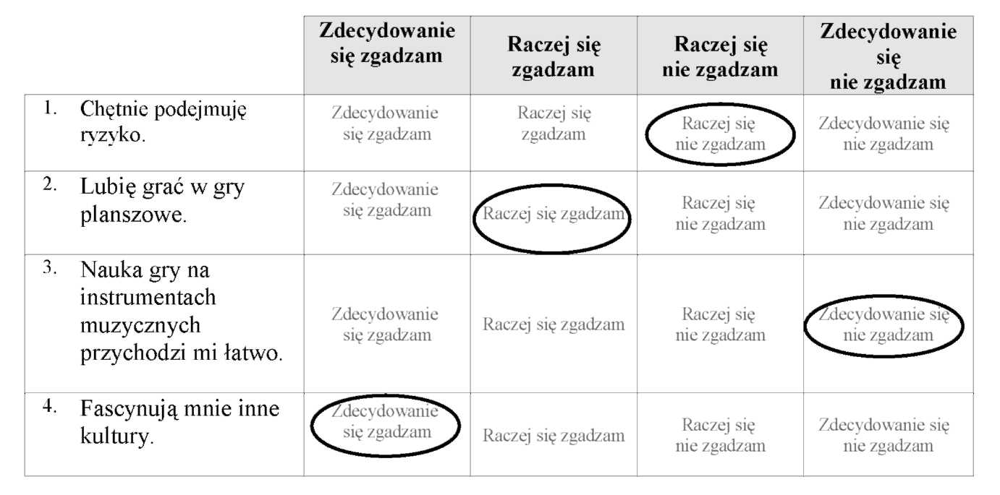 Zdecydowanie
się zgadzam
Raczej się
zgadzam
Raczej się
nie zgadzam
Zdecydowanie
się
nie zgadzam
1. Chętnie podejmuję
ryzyko.
Zdecydowanie
się zgadzam
Raczej się
zgadzam
Raczej się
nie zgadzam
Zdecydowanie się
nie zgadzam
2. Lubię grać w gry
planszowe.
Zdecydowanie
się zgadzam
Raczej się zgadzam
Raczej się
nie zgadzam
Zdecydowanie się
nie zgadzam
3. Nauka gry na
instrumentach
muzycznych
przychodzi mi łatwo.
Zdecydowanie
się zgadzam
Raczej się zgadzam
Raczej się
nie zgadzam
Zdecydowanie się
nie zgadzam
4. Fascynują mnie inne
kultury.
Zdecydowanie
się zgadzam
Raczej się zgadzam
Raczej się
nie zgadzam
Zdecydowanie się
nie zgadzam